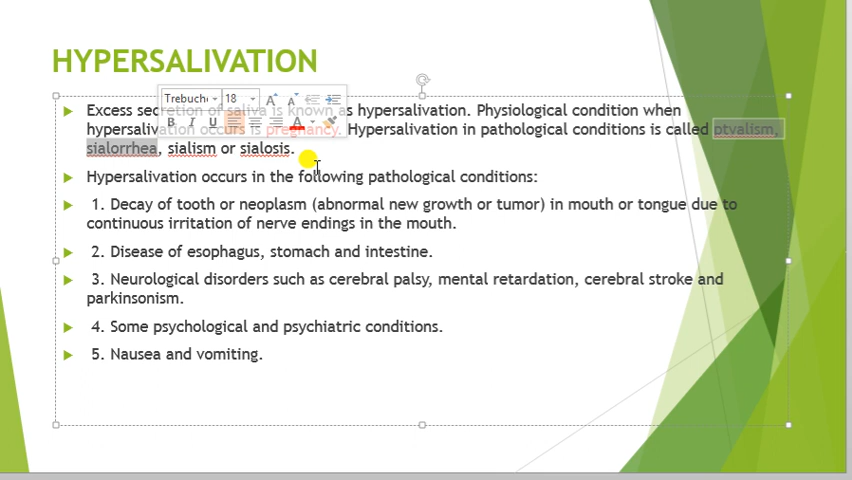 HYPERSALIVATION
Trebuche 18
Excess secretion of saliva is known as hypersalivation. Physiological condition when
B I U A
hypersalivation occurs is pregnancy. Hypersalivation in pathological conditions is called ptyalism,
sialorrhea, sialism or sialosis.
Hypersalivation occurs in the following pathological conditions:
1. Decay of tooth or neoplasm (abnormal new growth or tumor) in mouth or tongue due to
continuous irritation of nerve endings in the mouth.
2. Disease of esophagus, stomach and intestine.
3. Neurological disorders such as cerebral palsy, mental retardation, cerebral stroke and
parkinsonism.
4. Some psychological and psychiatric conditions.
5. Nausea and vomiting.